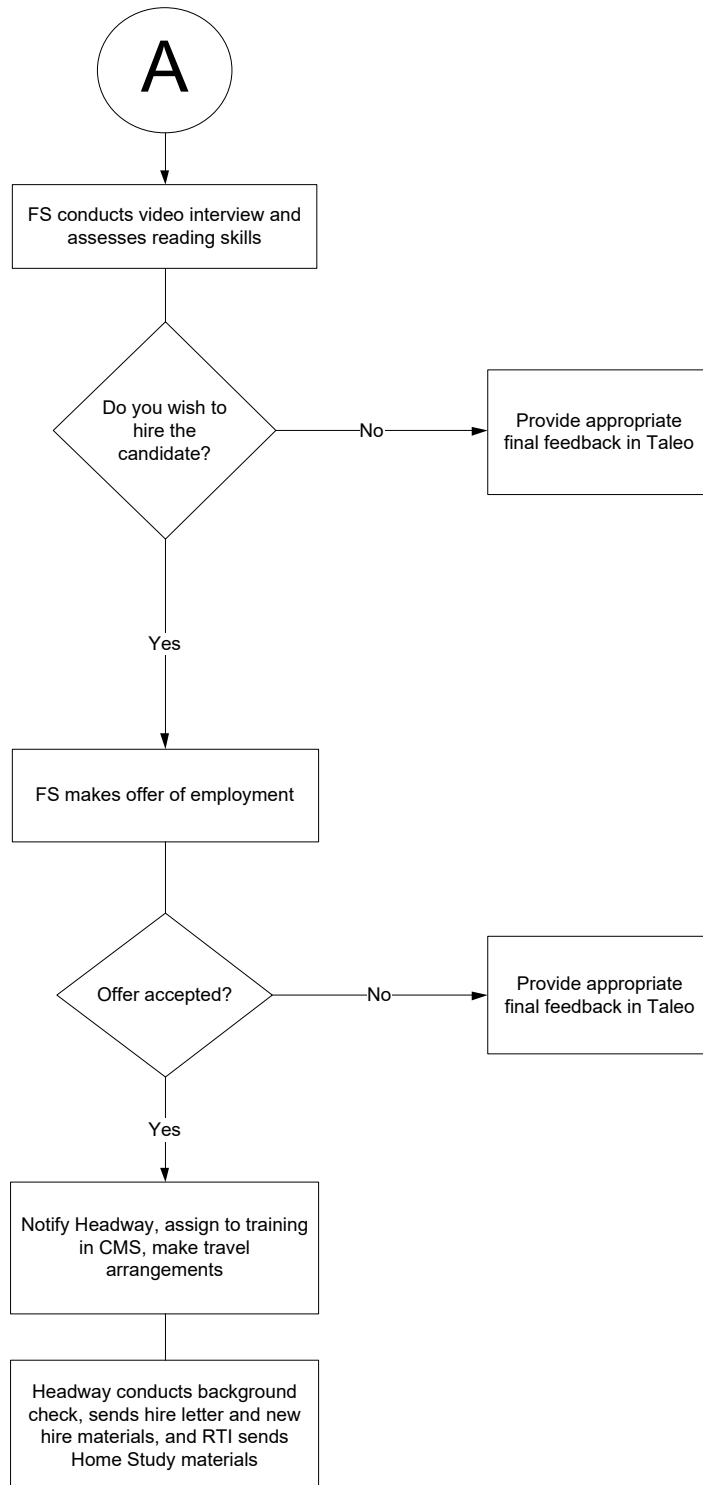 A
FS conducts video interview and
assesses reading skills
Do you wish to
hire the
candidate?
No
Provide appropriate
final feedback in Taleo
Yes
FS makes offer of employment
Offer accepted?
No
Provide appropriate
final feedback in Taleo
Yes
Notify Headway, assign to training
in CMS, make travel
arrangements
Headway conducts background
check, sends hire letter and new
hire materials, and RTI sends
Home Study materials